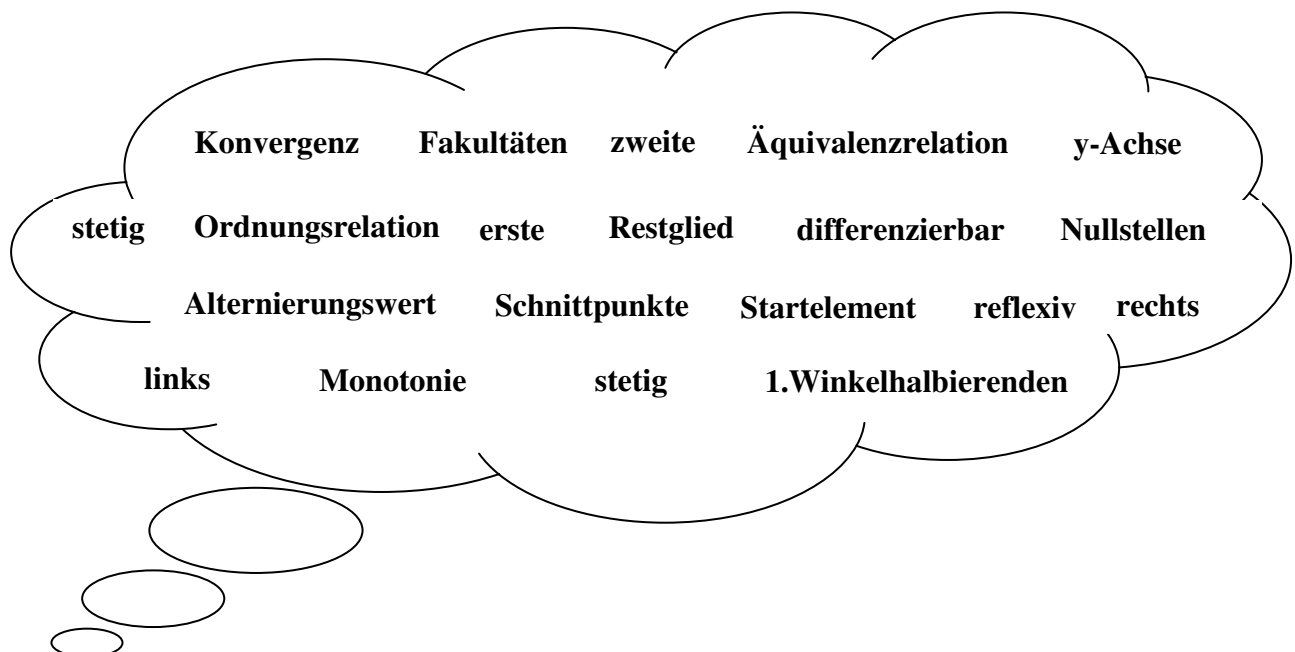 Konvergenz Fakultäten zweite Äquivalenzrelation y-Achse
stetig Ordnungsrelation erste Restglied differenzierbar Nullstellen
Alternierungswert Schnittpunkte Startelement reflexiv rechts
links Monotonie stetig 1.Winkelhalbierenden